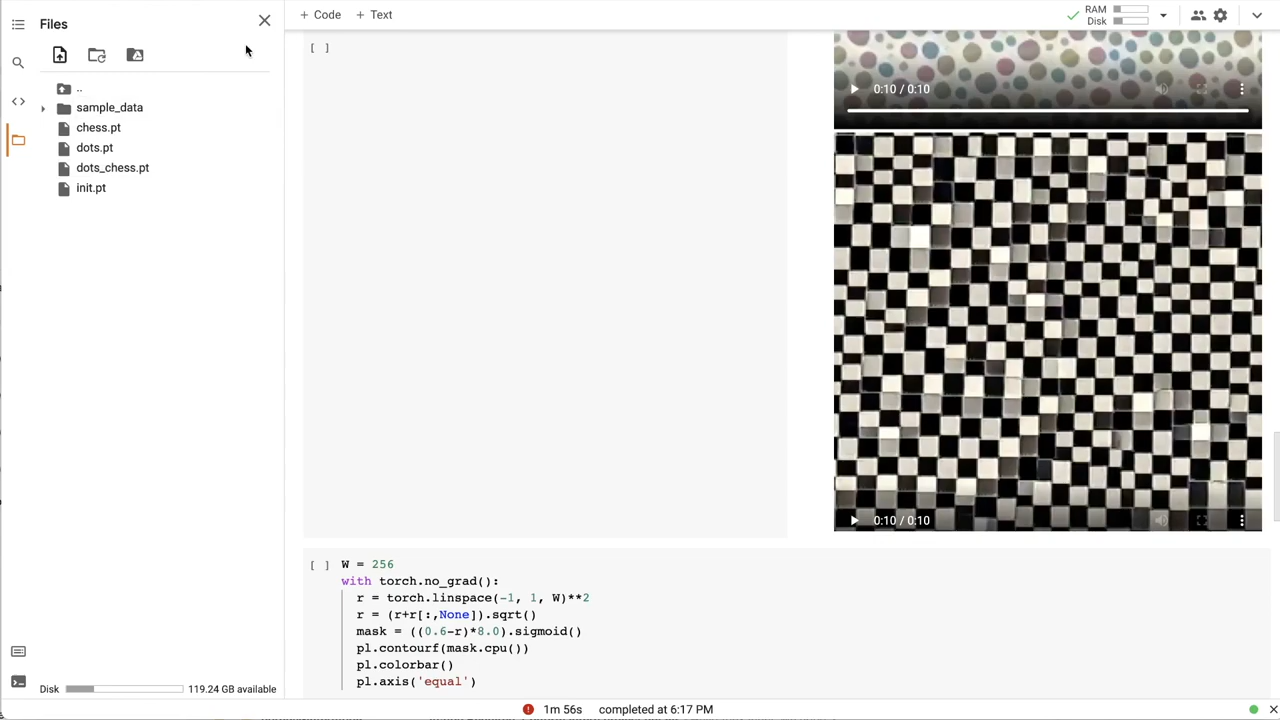 Files
+ Code + Text
RAM
Disk
..
sample_data
chess.pt
dots.pt
dots_chess.pt
init.pt
[ ]
0:10 / 0:10
0:10 / 0:10
[ ] W = 256
with torch.no_grad():
r = torch.linspace(-1, 1, W)**2
r = (r+r[:,None]).sqrt()
mask = ((0.6-r)*8.0).sigmoid()
pl.contourf(mask.cpu())
pl.colorbar()
pl.axis('equal')
Disk 119.24 GB available
1m 56s completed at 6:17 PM